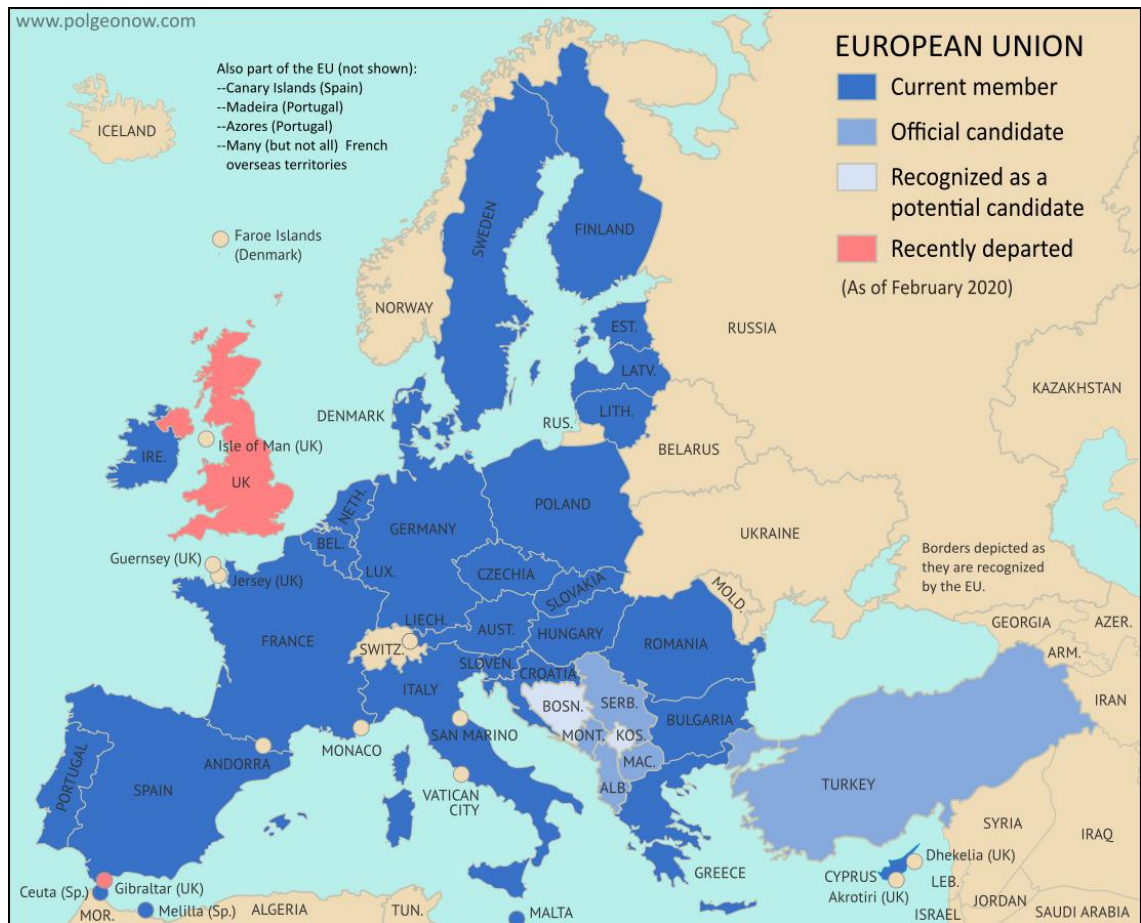 www.polgeonow.com
Also part of the EU (not shown):
--Canary Islands (Spain)
--Madeira (Portugal)
--Azores (Portugal)
--Many (but not all) French
overseas territories
EUROPEAN UNION
Current member
Official candidate
Recognized as a
potential candidate
Recently departed
(As of February 2020)
ICELAND
Faroe Islands
(Denmark)
SWEDEN
FINLAND
NORWAY
RUSSIA
EST.
LATV.
LITH.
KAZAKHSTAN
DENMARK
RUS.
BELARUS
Isle of Man (UK)
IRE.
UK
NETH.
GERMANY
POLAND
UKRAINE
BEL.
Guernsey (UK)
Jersey (UK)
LUX.
CZECHIA
SLOVAKIA
MOLD.
Borders depicted as
they are recognized
by the EU.
LIECH.
FRANCE
SWITZ.
AUST.
HUNGARY
ROMANIA
GEORGIA
AZER.
ARM.
SLOVEN.
CROATIA
ITALY
BOSN.
SERB.
IRAN
BULGARIA
MONACO
SAN MARINO
MONT.
KOS.
MAC.
ANDORRA
PORTUGAL
SPAIN
VATICAN
CITY
ALB.
TURKEY
SYRIA
IRAQ
GREECE
CYPRUS
Dhekelia (UK)
Akrotiri (UK)
LEB.
Ceuta (Sp.)
Gibraltar (UK)
MOR.
Melilla (Sp.)
ALGERIA
TUN.
MALTA
ISRAEL
JORDAN
SAUDI ARABIA